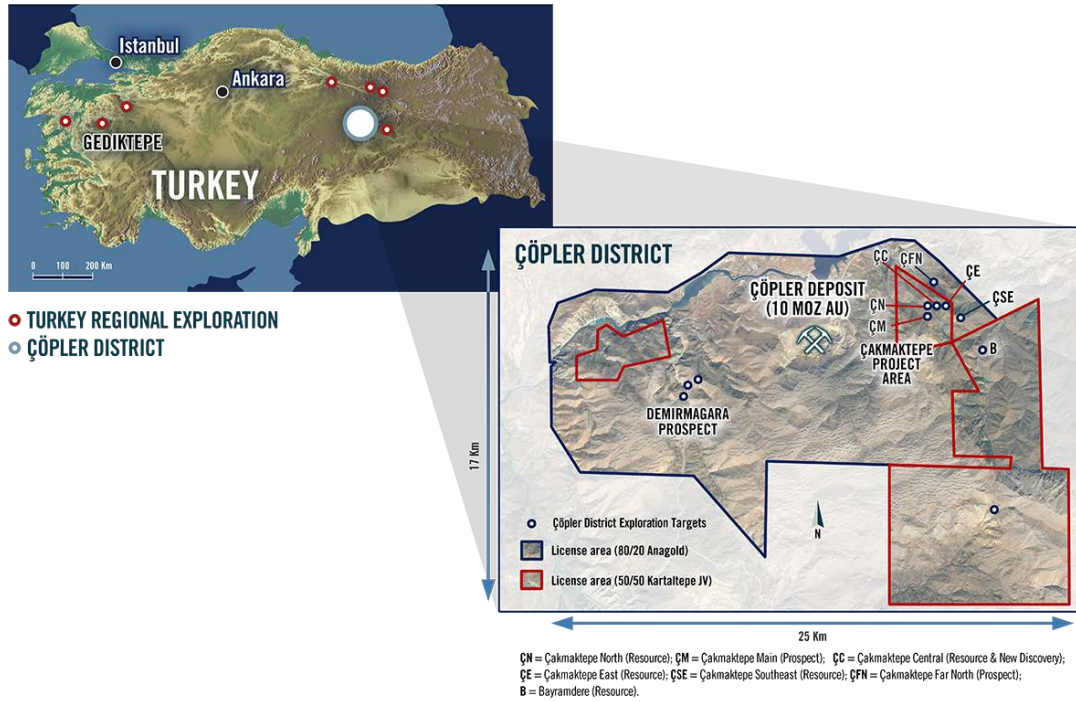 Istanbul
Ankara
GEDIKTEPE
TURKEY
0 100 200 Km
TURKEY REGIONAL EXPLORATION
ÇÖPLER DISTRICT
ÇÖPLER DISTRICT
ÇC ÇFN
ÇE
ÇÖPLER DEPOSIT
(10 MOZ AU)
ÇN
ÇSE
ÇM
ÇAKMAKTEPE
PROJECT
AREA
B
DEMIRMAGARA
PROSPECT
17 Km
N
Çöpler District Exploration Targets
License area (80/20 Anagold)
License area (50/50 Kartaltepe JV)
25 Km
ÇN = Çakmaktepe North (Resource); ÇM = Çakmaktepe Main (Prospect); ÇC = Çakmaktepe Central (Resource & New Discovery);
ÇE = Çakmaktepe East (Resource); ÇSE = Çakmaktepe Southeast (Resource); ÇFN = Çakmaktepe Far North (Prospect);
B = Bayramdere (Resource).